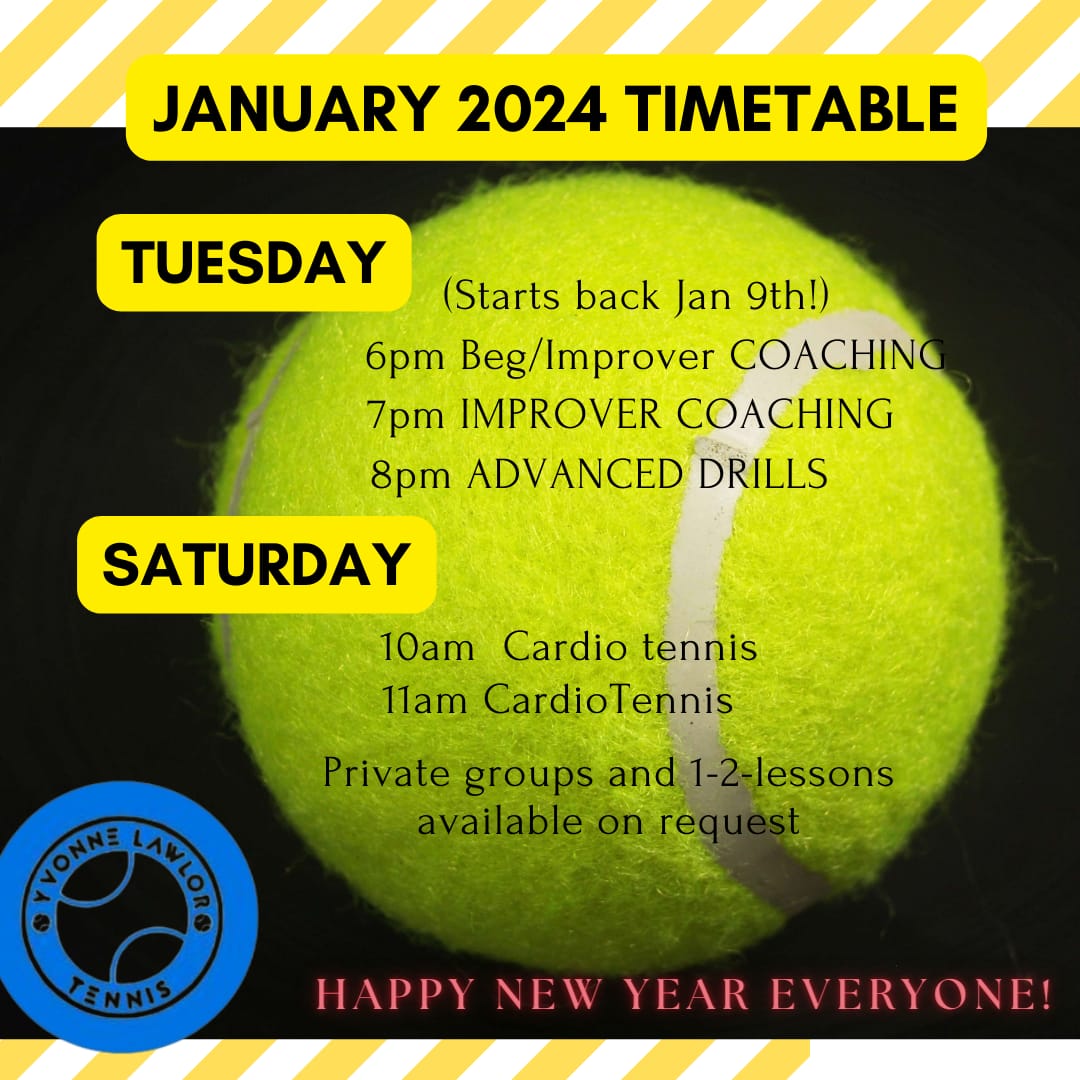 JANUARY 2024 TIMETABLE
TUESDAY
(Starts back Jan 9th!)
6pm Beg/Improver COACHING
7pm IMPROVER COACHING
8pm ADVANCED DRILLS
SATURDAY
10am  Cardio tennis
11am CardioTennis
Private groups and 1-2-lessons
available on request
YVONNE LAWLOR
TENNIS
HAPPY NEW YEAR EVERYONE!